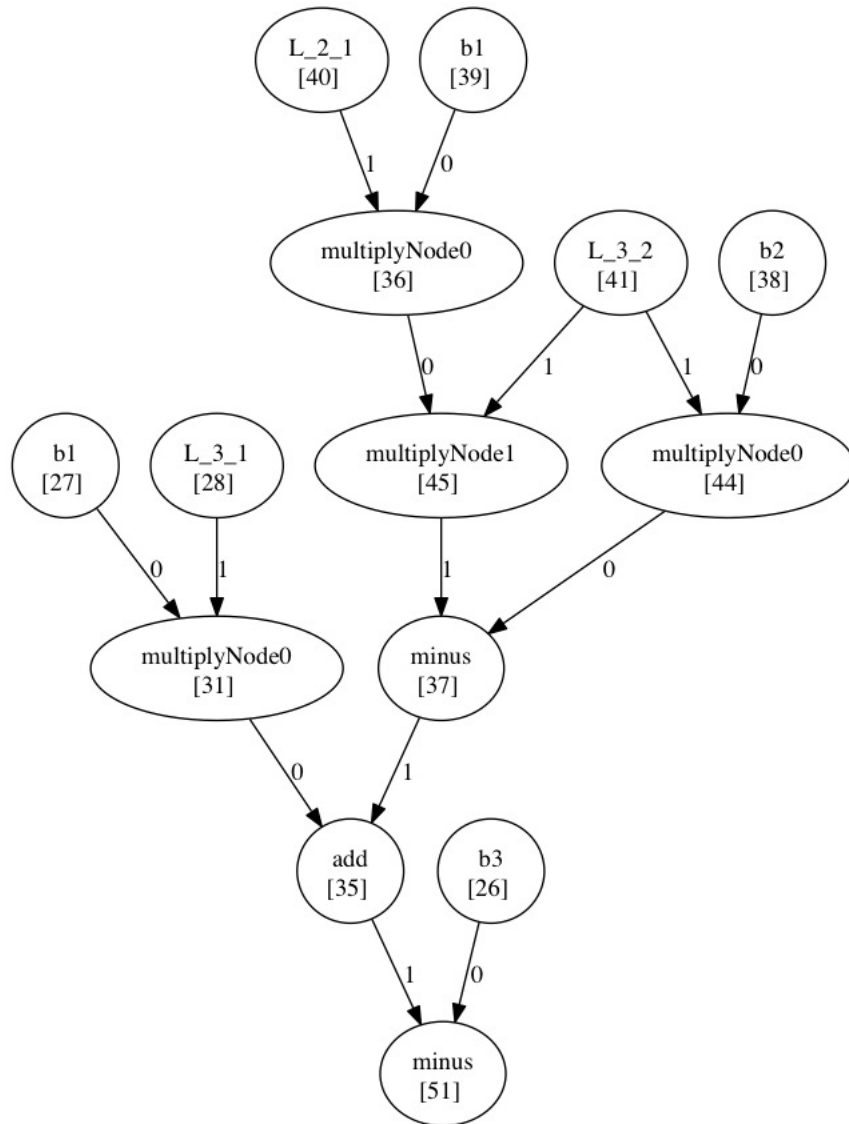 L_2_1
[40]
b1
[39]
1
0
multiplyNode0
[36]
L_3_2
[41]
b2
[38]
0
1
1
0
b1
[27]
L_3_1
[28]
multiplyNode1
[45]
multiplyNode0
[44]
0
1
1
0
multiplyNode0
[31]
minus
[37]
0
1
add
[35]
b3
[26]
1
0
minus
[51]